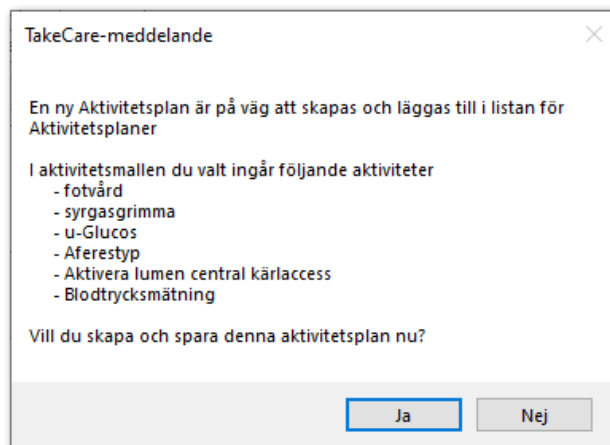 TakeCare-meddelande
En ny Aktivitetsplan är på väg att skapas och läggas till i listan för
Aktivitetsplaner
I aktivitetsmallen du valt ingår följande aktiviteter
- fotvård
- syrgasgrimma
- u-Glucos
- Aferestyp
- Aktivera lumen central kärlaccess
- Blodtrycksmätning
Vill du skapa och spara denna aktivitetsplan nu?
Ja
Nej